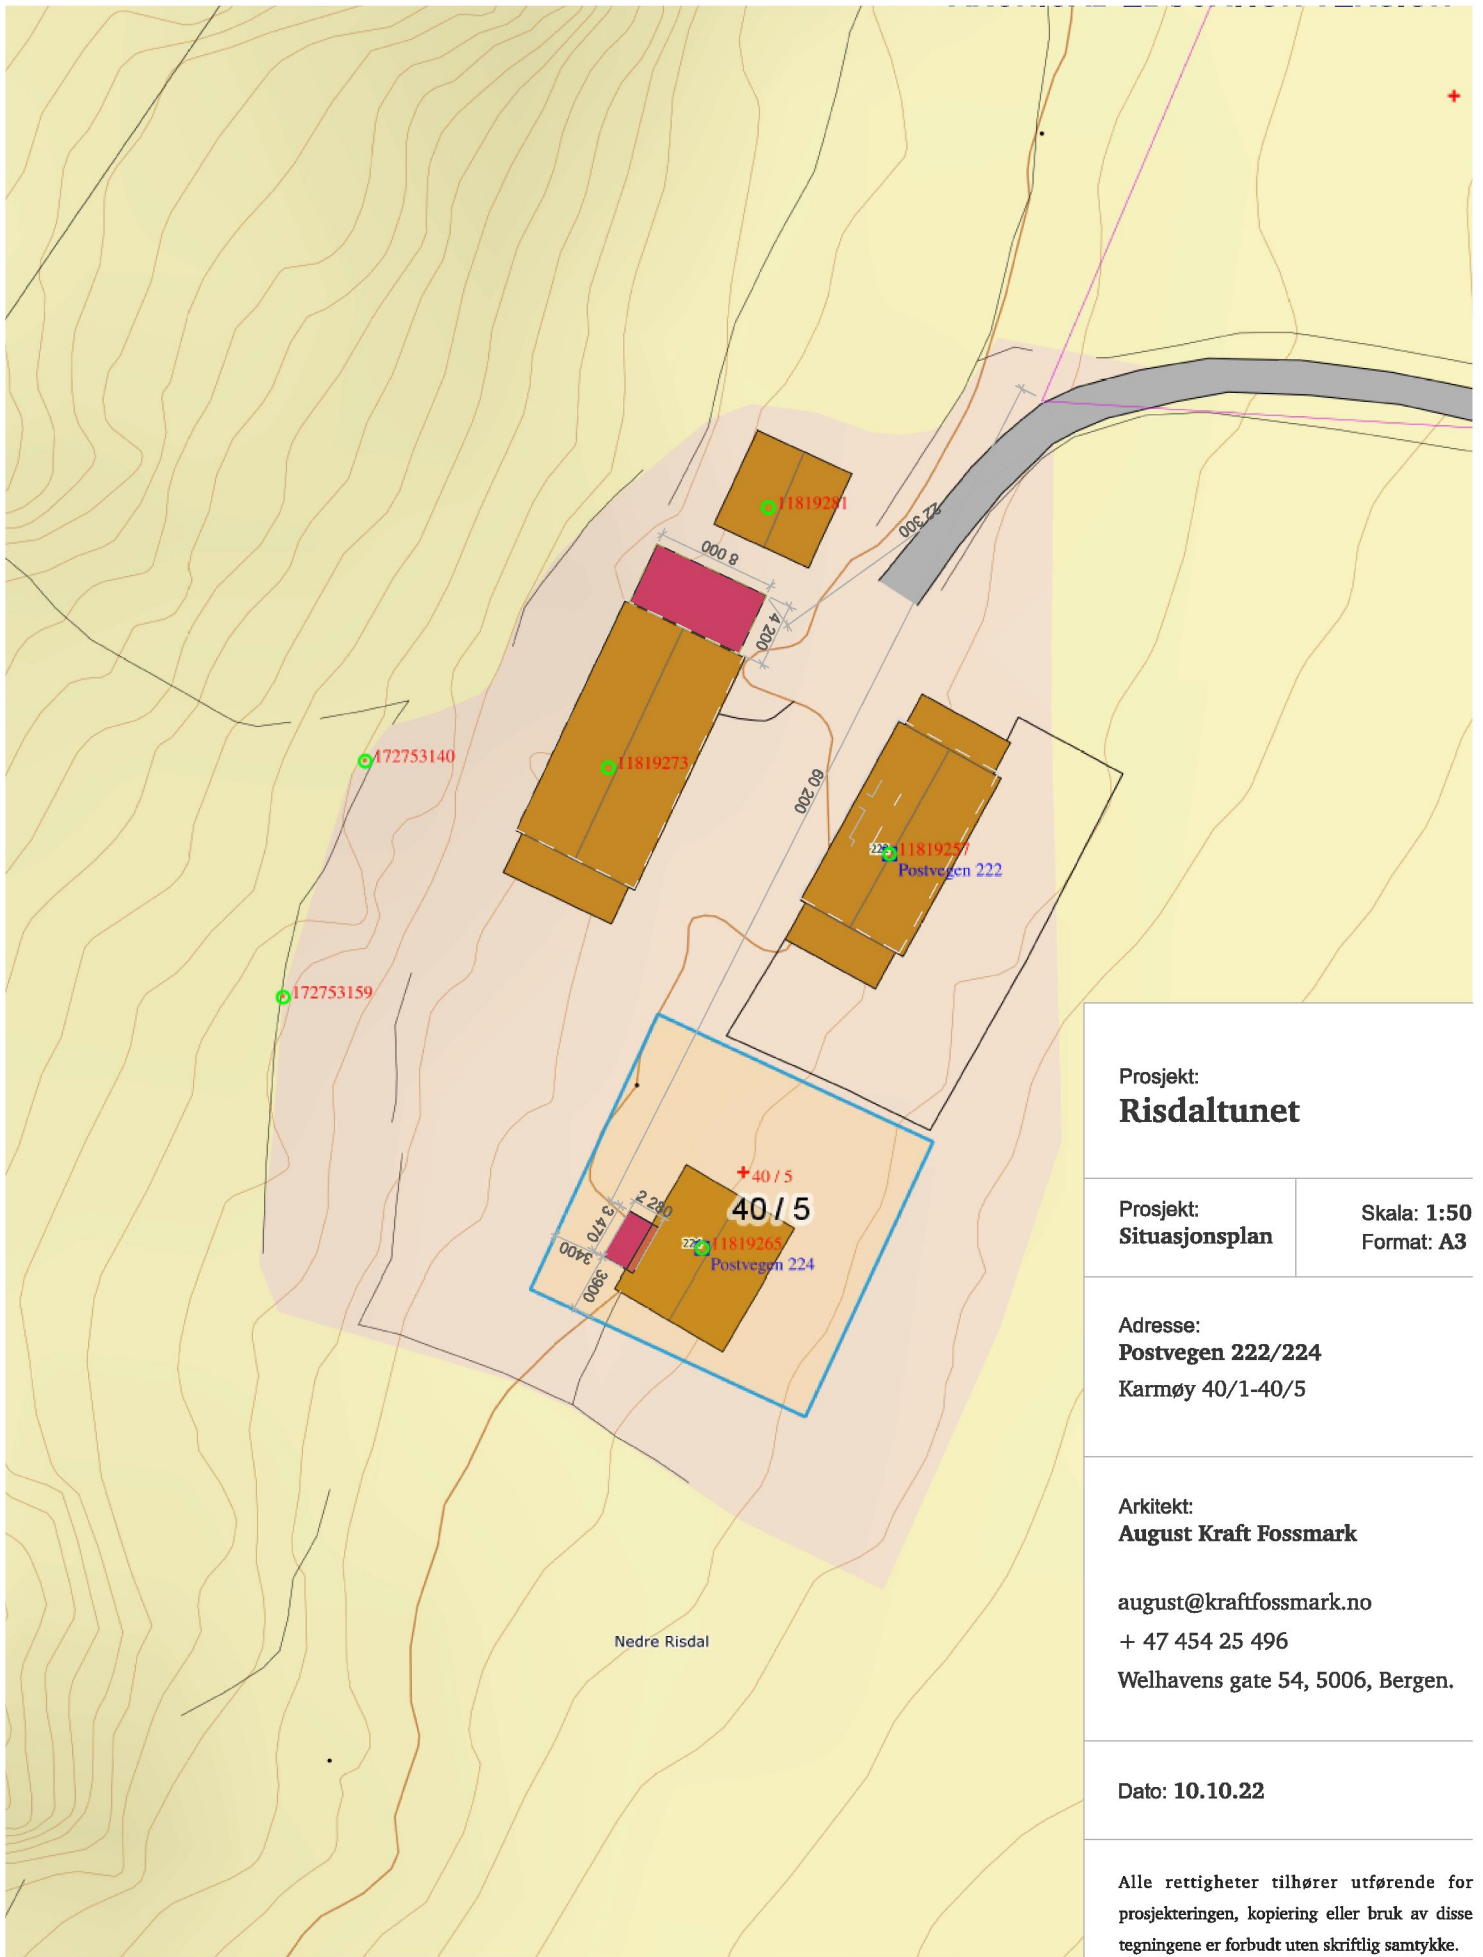 11819281
8 000
22 300
4 200
172753140
11819273
60 200
222
11819257
Postvegen 222
172753159
40 / 5
2 280
40 / 5
3 470
3400
11819265
Postvegen 224
3900
Nedre Risdal
Prosjekt:
Risdaltunet
Prosjekt:
Situasjonsplan
Skala: 1:50
Format: A3
Adresse:
Postvegen 222/224
Karmøy 40/1-40/5
Arkitekt:
August Kraft Fossmark
august@kraftfossmark.no
+ 47 454 25 496
Welhavens gate 54, 5006, Bergen.
Dato: 10.10.22
Alle rettigheter tilhører utførende for
prosjekteringen, kopiering eller bruk av disse
tegningene er forbudt uten skriftlig samtykke.